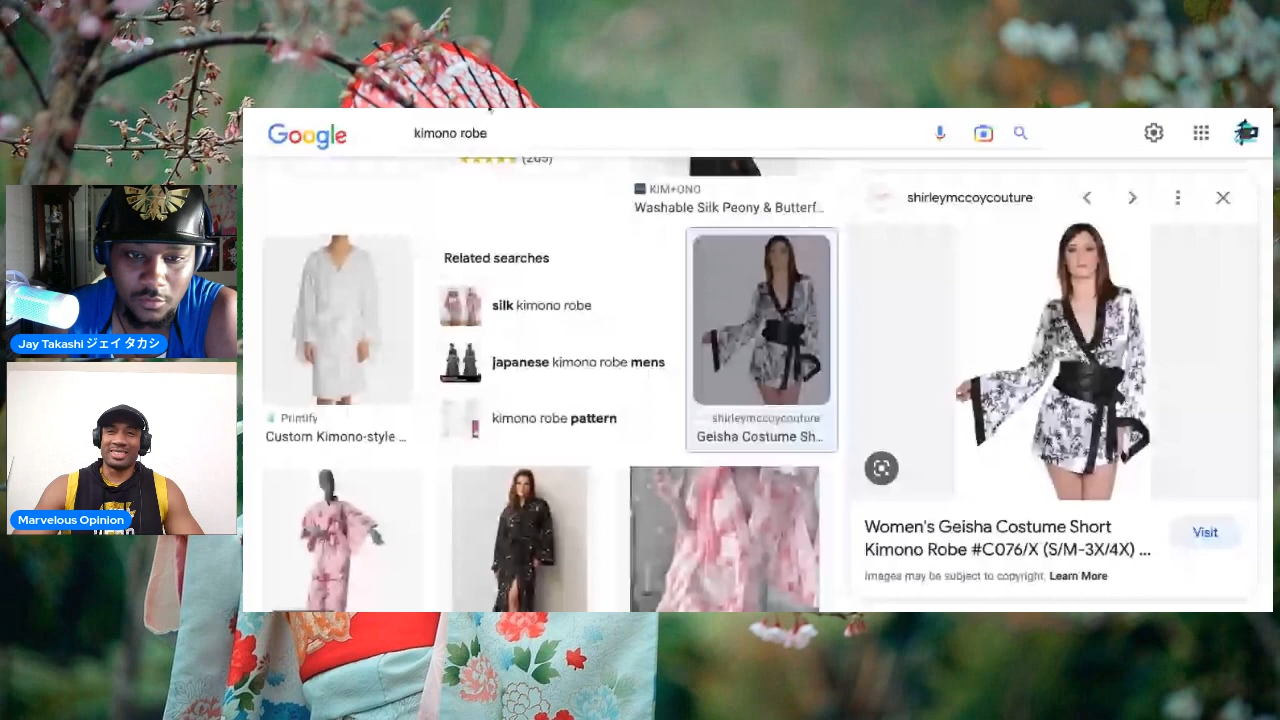 Google
kimono robe
(205)
KIM+ONO
Washable Silk Peony & Butterf...
shirleymccoycouture
Related searches
silk kimono robe
japanese kimono robe mens
kimono robe pattern
Printify
Custom Kimono-style ...
shirleymccoycouture
Geisha Costume Sh...
Women's Geisha Costume Short
Kimono Robe #C076/X (S/M-3X/4X) ...
Visit
Images may be subject to copyright. Learn More
Jay Takashi ジェイ タカシ
Marvelous Opinion